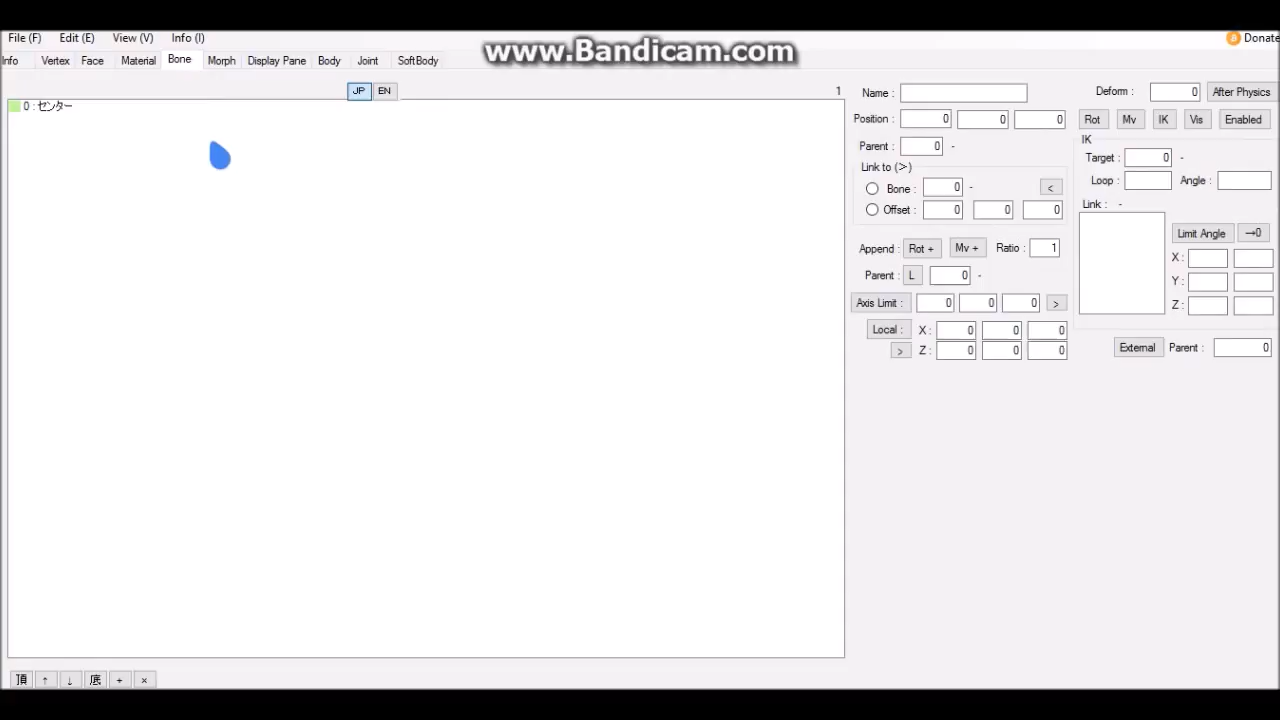 www.Bandicam.com
File (F) Edit (E) View (V) Info (I) Donate
Info Vertex Face Material Bone Morph Display Pane Body Joint SoftBody
JP EN 1
0 : センター
Name : Deform : 0 After Physics
Position : 0 0 0 Rot Mv IK Vis Enabled
Parent : 0 -
IK
Target : 0 -
Link to (>)
Loop : Angle :
Bone : 0 - <
Offset : 0 0 0
Link : -
Limit Angle →0
Append : Rot + Mv + Ratio : 1
X :
Parent : L 0 -
Y :
Axis Limit : 0 0 0 >
Z :
Local : X : 0 0 0
> Z : 0 0 0
External Parent : 0
頂 ↑ ↓ 底 + ×